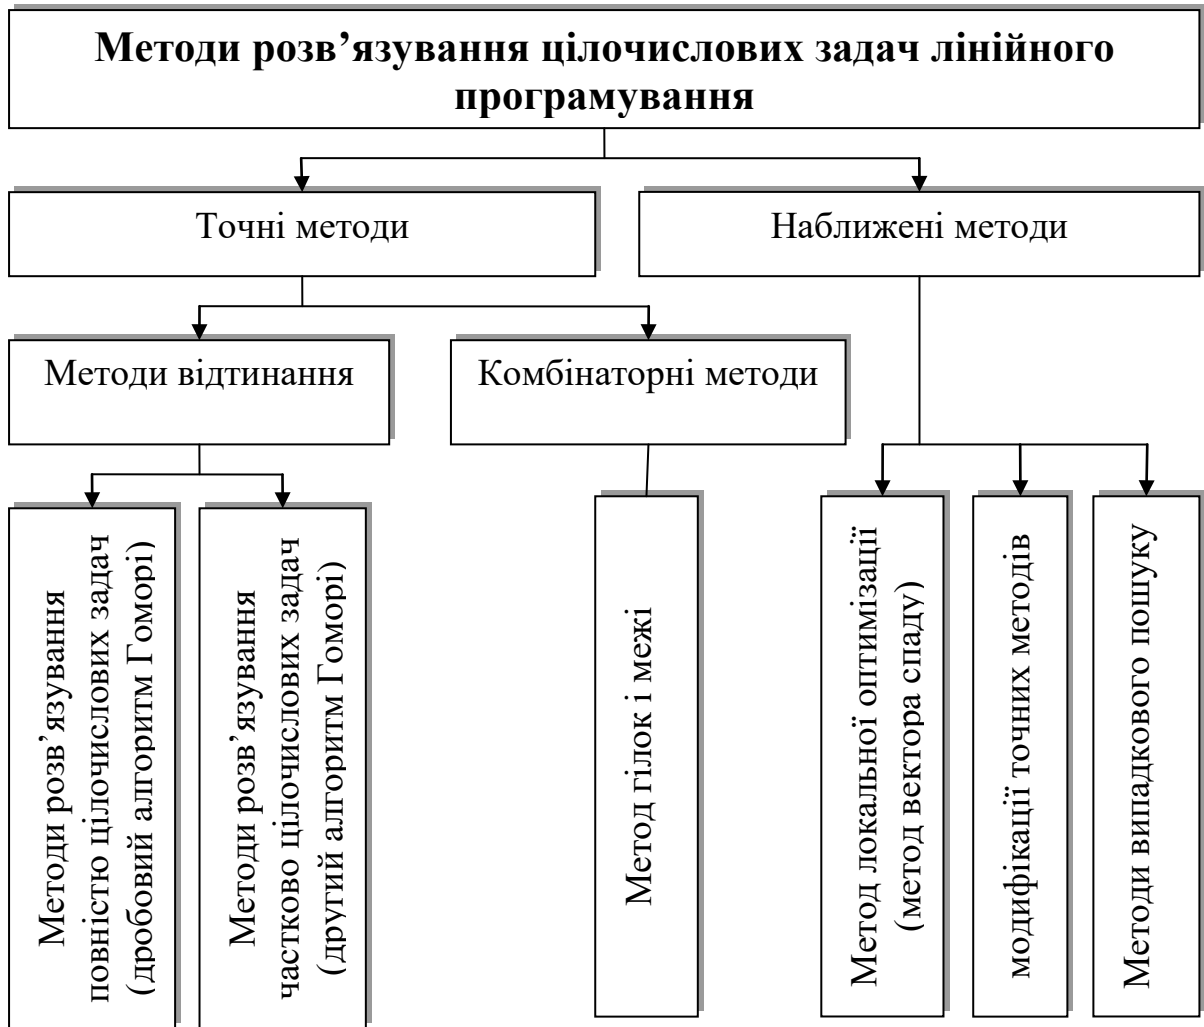 Методи розв’язування цілочислових задач лінійного
програмування
Точні методи
Наближені методи
Методи відтинання
Комбінаторні методи
Методи розв’язування
повністю цілочислових задач
(дробовий алгоритм Гоморі)
Методи розв’язування
частково цілочислових задач
(другий алгоритм Гоморі)
Метод гілок і межі
Метод локальної оптимізації
(метод вектора спаду)
модифікації точних методів
Методи випадкового пошуку